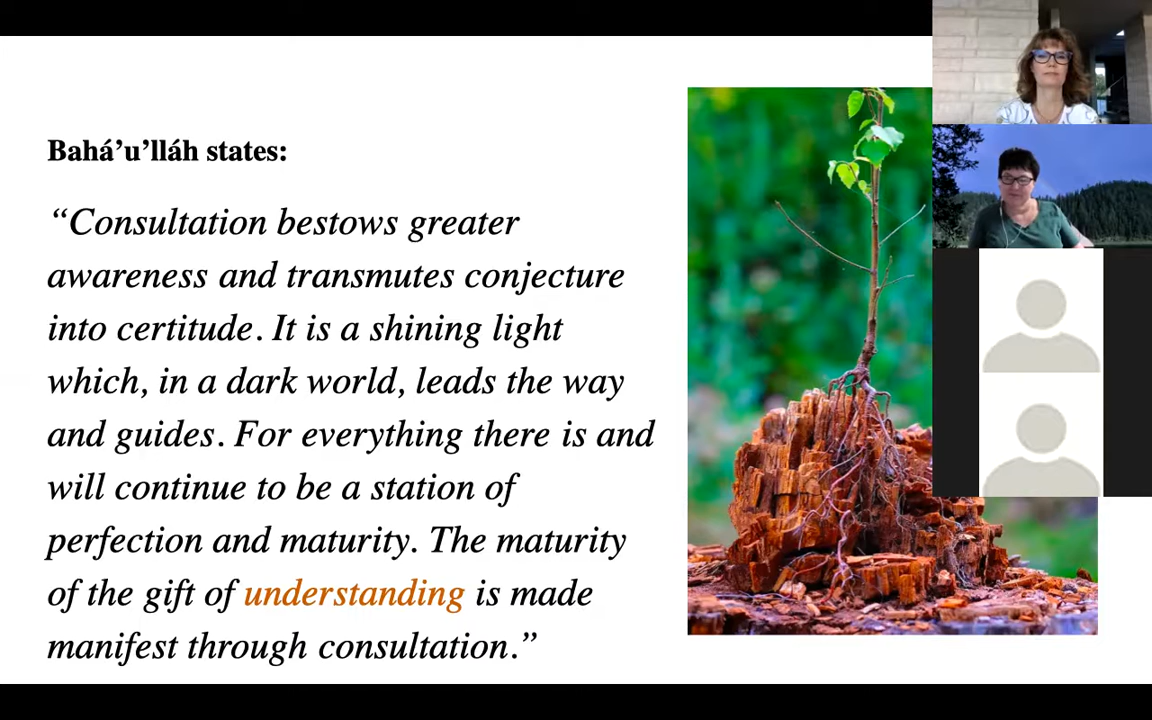 Bahá’u’lláh states:
“Consultation bestows greater
awareness and transmutes conjecture
into certitude. It is a shining light
which, in a dark world, leads the way
and guides. For everything there is and
will continue to be a station of
perfection and maturity. The maturity
of the gift of understanding is made
manifest through consultation.”